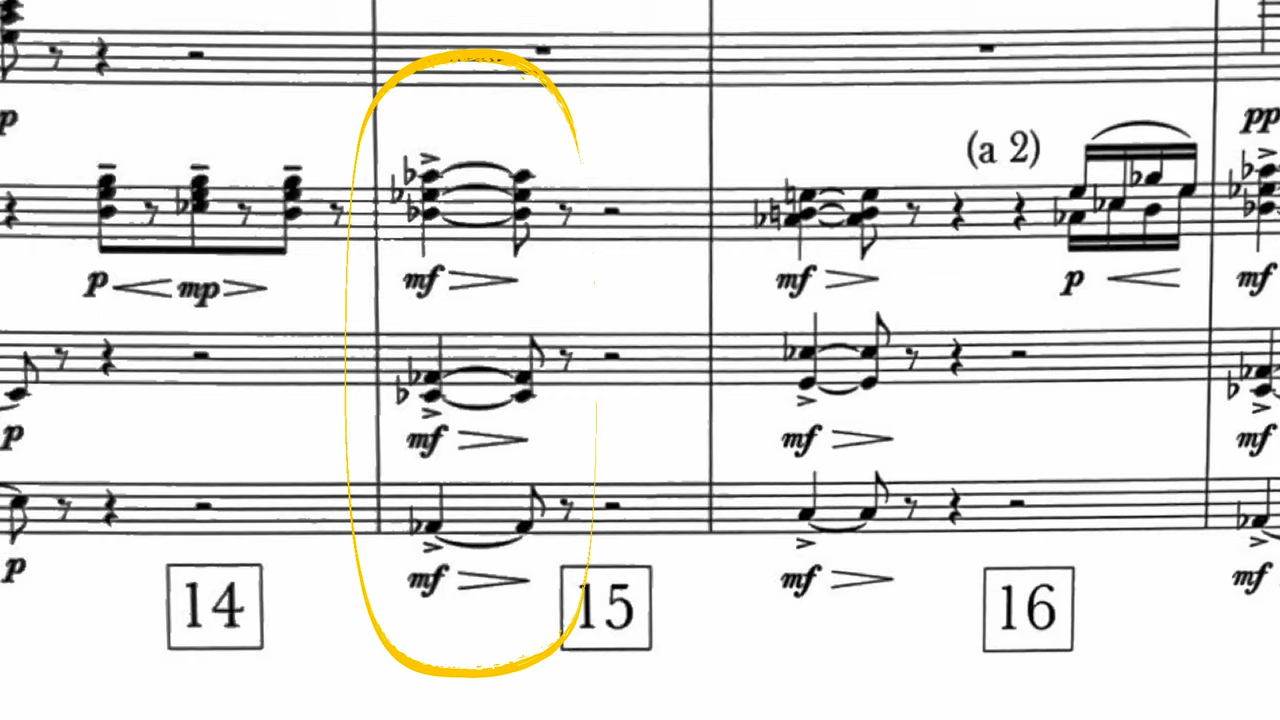 p
pp
(a 2)
p mp mf mf p mf
p mf mf mf
p mf mf mf
14 15 16